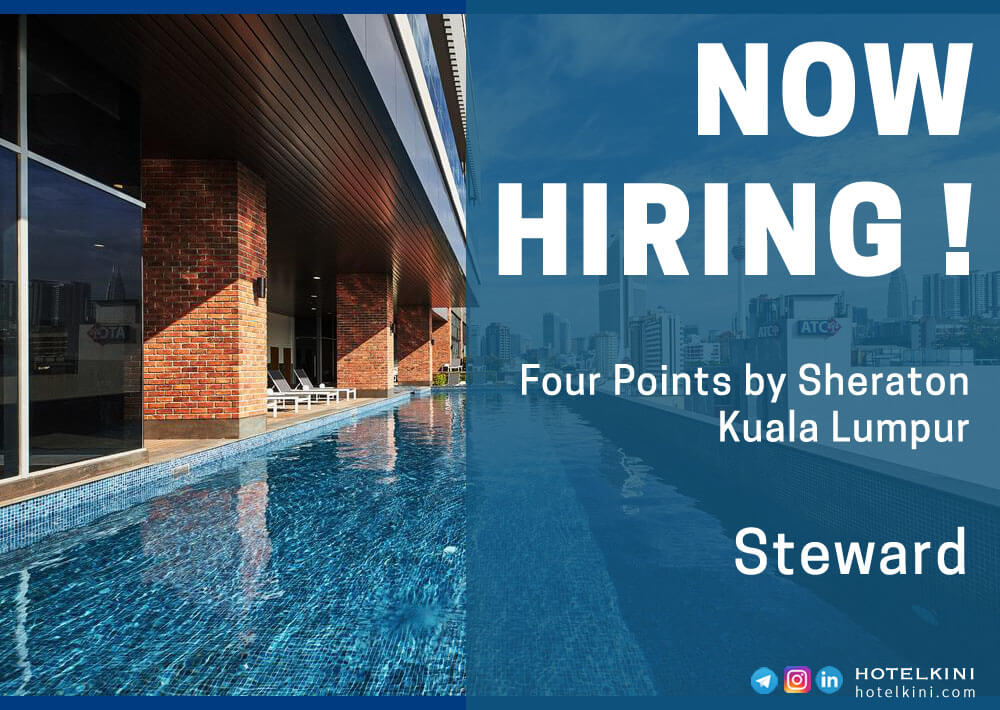 NOW
HIRING !
Four Points by Sheraton
Kuala Lumpur
Steward
HOTELKINI
hotelkini.com
ATC
ATC